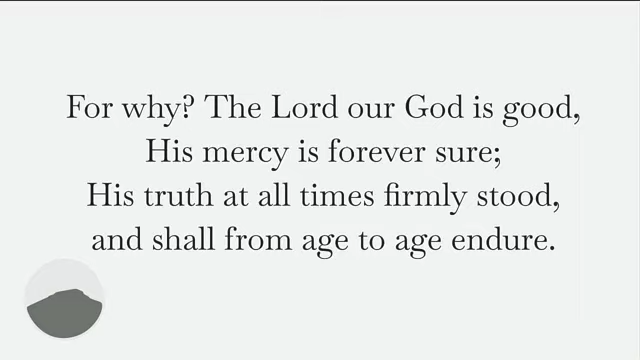 For why? The Lord our God is good,
His mercy is forever sure;
His truth at all times firmly stood,
and shall from age to age endure.